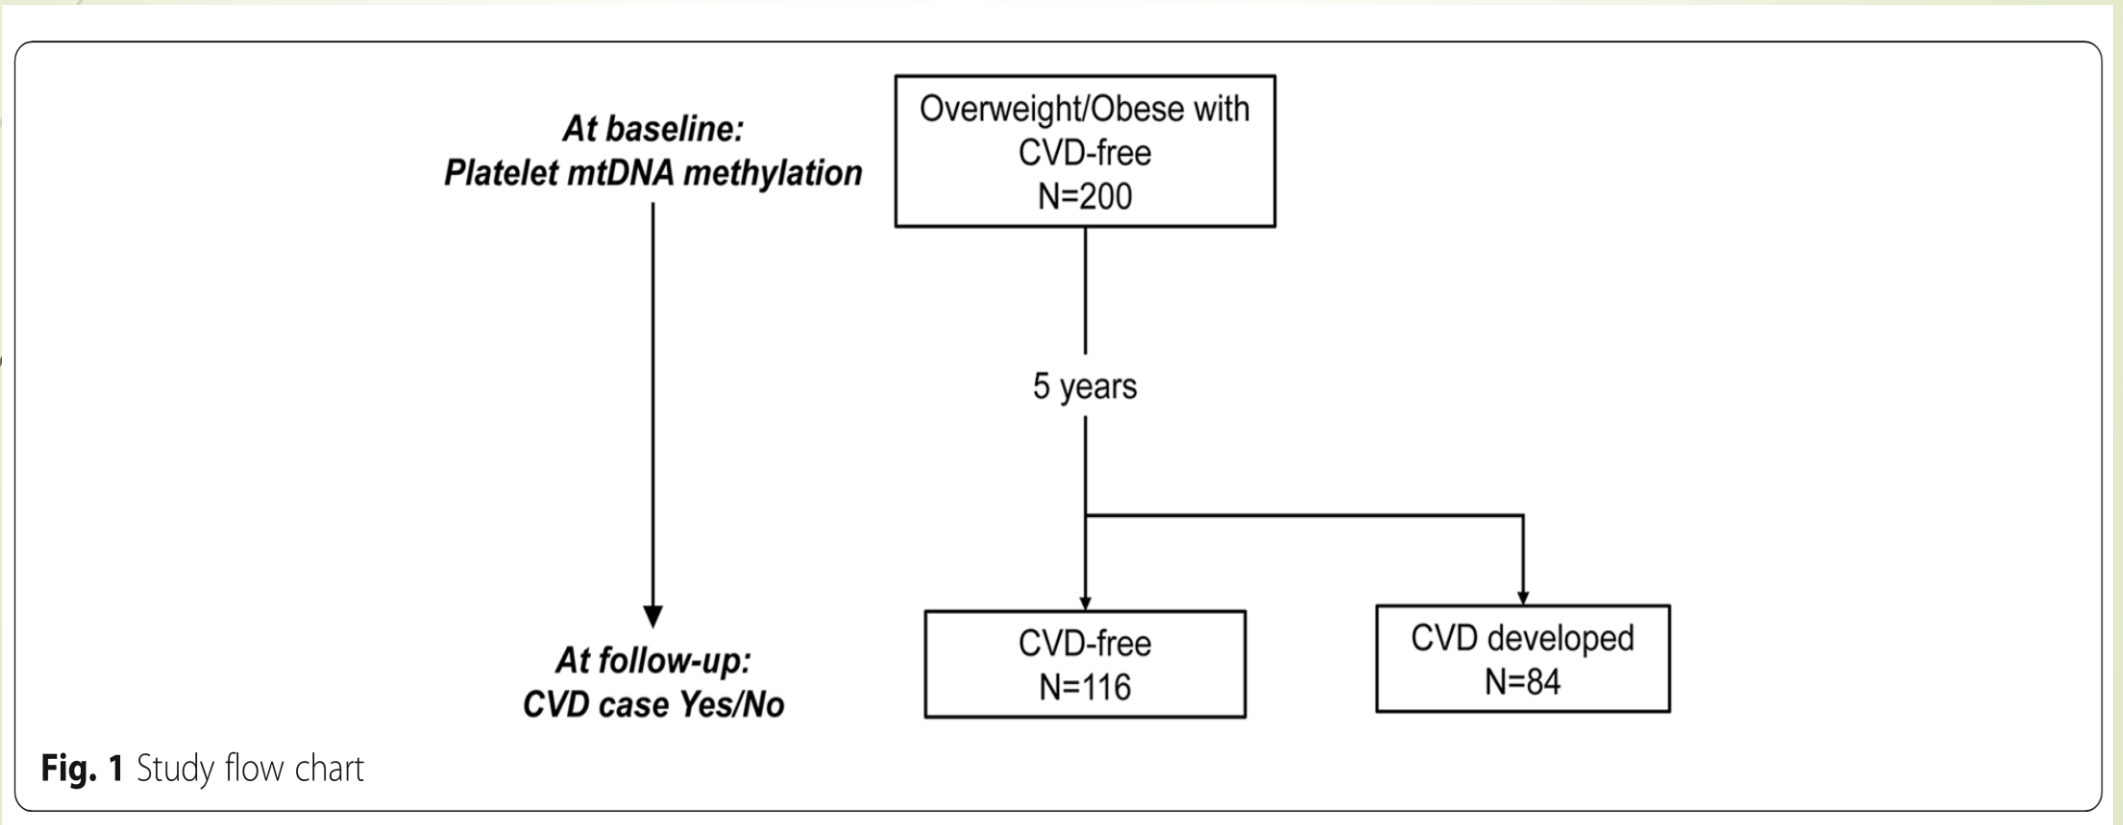 At baseline:
Platelet mtDNA methylation
Overweight/Obese with
CVD-free
N=200
5 years
At follow-up:
CVD case Yes/No
CVD-free
N=116
CVD developed
N=84
Fig. 1 Study flow chart